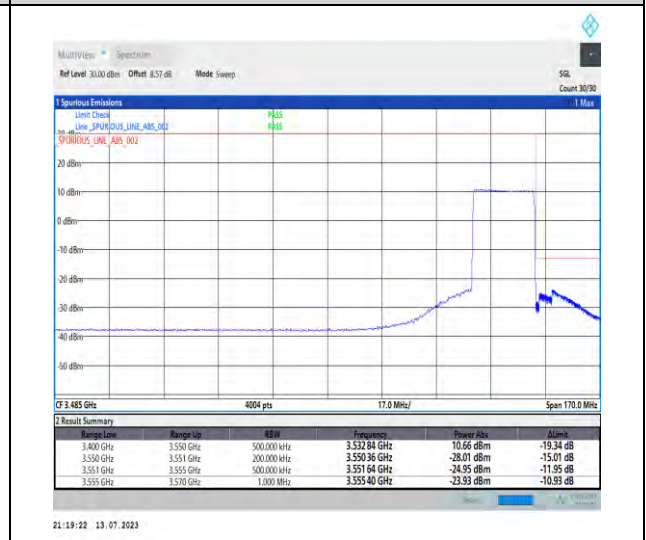 MultiView Spectrum
Ref Level 30.00 dBm Offset 8.57 dB Mode Sweep SGL
Count 30/30
1 Spurious Emissions 1 Max
Limit Check PASS
Line _SPURIOUS_LINE_ABS_002 PASS
_SPURIOUS_LINE_ABS_002
20 dBm
10 dBm
0 dBm
-10 dBm
-20 dBm
-30 dBm
-40 dBm
-50 dBm
CF 3.485 GHz 4004 pts 17.0 MHz/ Span 170.0 MHz
2 Result Summary
Range Low Range Up RBW Frequency Power Abs ΔLimit
3.400 GHz 3.550 GHz 500.000 kHz 3.532 84 GHz 10.66 dBm -19.34 dB
3.550 GHz 3.551 GHz 200.000 kHz 3.550 36 GHz -28.01 dBm -15.01 dB
3.551 GHz 3.555 GHz 500.000 kHz 3.551 64 GHz -24.95 dBm -11.95 dB
3.555 GHz 3.570 GHz 1.000 MHz 3.555 40 GHz -23.93 dBm -10.93 dB
21:19:22 13.07.2023